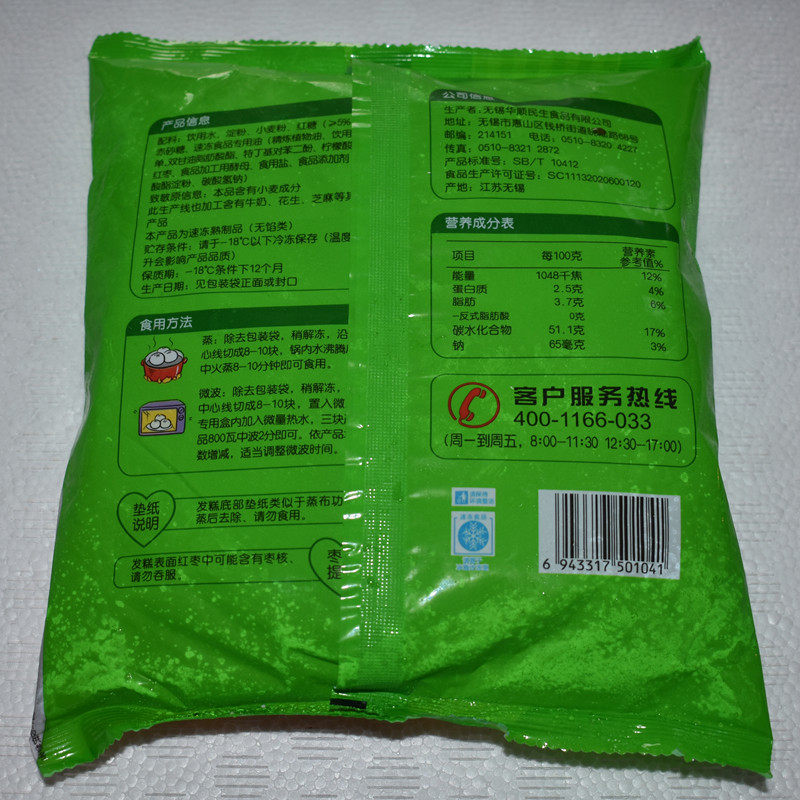 产品信息
配料：饮用水、淀粉、小麦粉、红糖（≥5%
赤砂糖、速冻食品专用油（精炼植物油、饮用
单，双甘油脂肪酸酯、特丁基对苯二酚、柠檬酸
红枣、食品加工用酵母、食用盐、食品添加剂
酸酯淀粉、碳酸氢钠）
致敏原信息：本品含有小麦成分
此生产线也加工含有牛奶、花生、芝麻等其
产品
本产品为速冻熟制品（无馅类）
贮存条件：请于-18℃以下冷冻保存（温度
升会影响产品品质）
保质期：-18℃条件下12个月
生产日期：见包装袋正面或封口
食用方法
蒸：除去包装袋，稍解冻，沿
心线切成8-10块，锅内水沸腾
中火蒸8-10分钟即可食用。
微波：除去包装袋，稍解冻，
中心线切成8-10块，置入微
专用盒内加入微量热水，三块
品800瓦中波2分即可。依产品
数增减，适当调整微波时间。
垫纸
说明
发糕底部垫纸类似于蒸布功
蒸后去除、请勿食用。
发糕表面红枣中可能含有枣核、
请勿吞服。
枣
提
公司信息
生产者：无锡华顺民生食品有限公司
地址：无锡市惠山区钱桥街道 路68号
邮编：214151 电话：0510-8320 4227
传真：0510-8321 2872
产品标准号：SB/T 10412
食品生产许可证号：SC11132020600120
产地：江苏无锡
营养成分表
项目 每100克 营养素参考值%
能量 1048千焦 12%
蛋白质 2.5克 4%
脂肪 3.7克 6%
-反式脂肪酸 0克
碳水化合物 51.1克 17%
钠 65毫克 3%
客户服务热线
400-1166-033
（周一到周五，8:00-11:30 12:30-17:00）
请保持
环境整洁
速冻食品
6 943317 501041